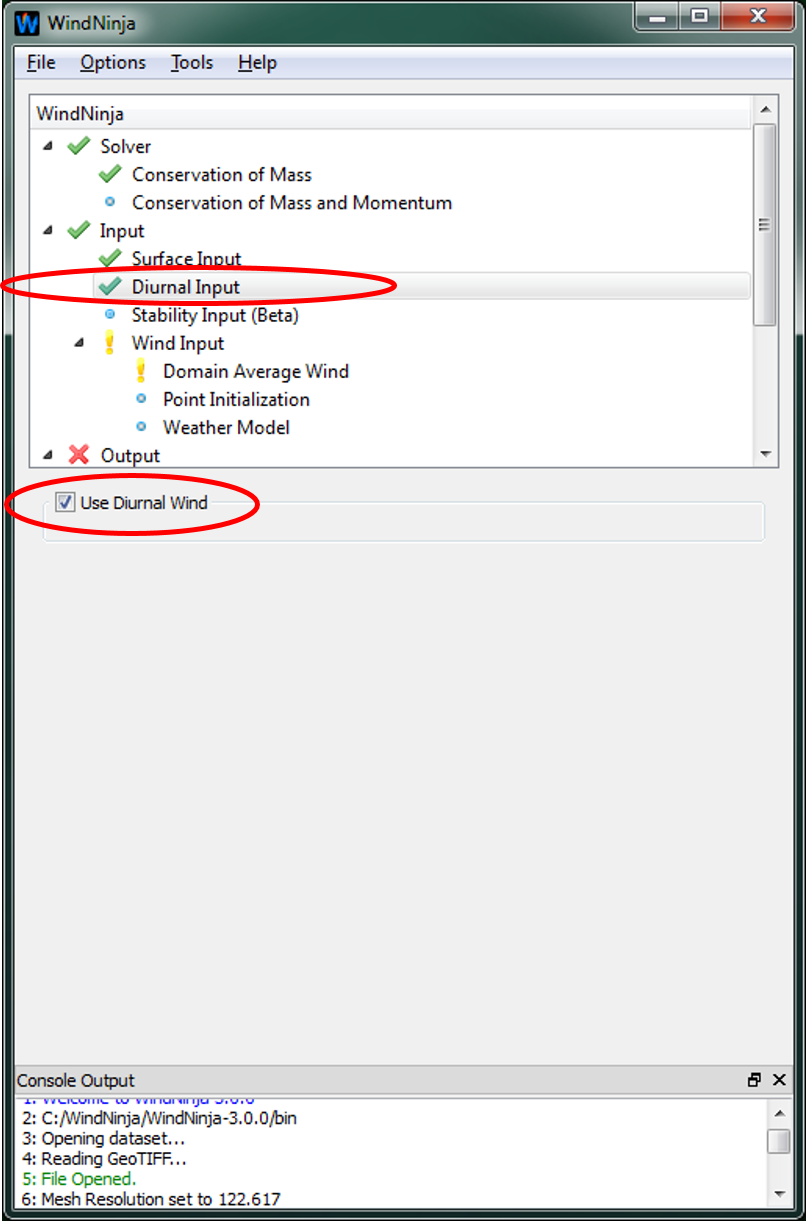 WindNinja
File Options Tools Help
WindNinja
Solver
Conservation of Mass
Conservation of Mass and Momentum
Input
Surface Input
Diurnal Input
Stability Input (Beta)
Wind Input
Domain Average Wind
Point Initialization
Weather Model
Output
Use Diurnal Wind
Console Output
1: Welcome to WindNinja 3.0.0
2: C:/WindNinja/WindNinja-3.0.0/bin
3: Opening dataset...
4: Reading GeoTIFF...
5: File Opened.
6: Mesh Resolution set to 122.617